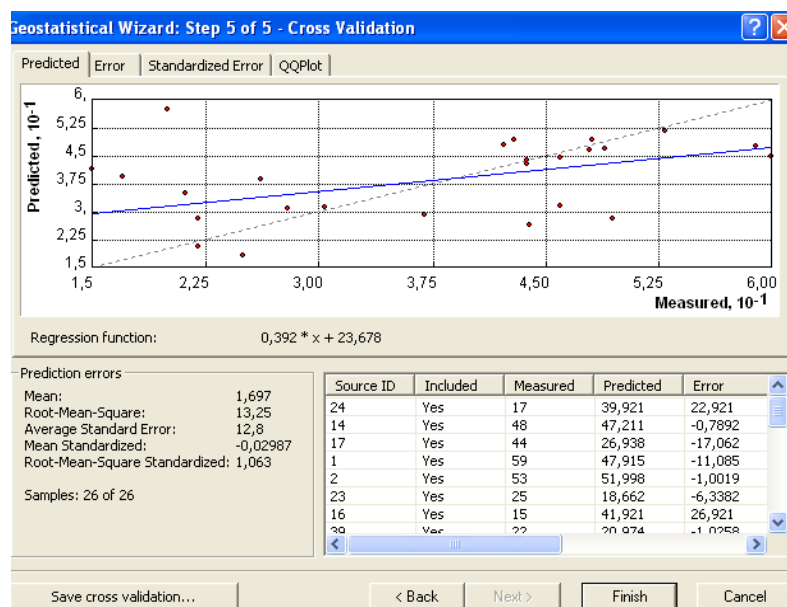 Geostatistical Wizard: Step 5 of 5 - Cross Validation
Predicted Error Standardized Error QQPlot
Predicted, 10-1
6,
5,25
4,5
3,75
3,
2,25
1,5
1,5 2,25 3,00 3,75 4,50 5,25 6,00
Measured, 10-1
Regression function: 0,392 * x + 23,678
Prediction errors
Mean: 1,697
Root-Mean-Square: 13,25
Average Standard Error: 12,8
Mean Standardized: -0,02987
Root-Mean-Square Standardized: 1,063
Samples: 26 of 26
Source ID Included Measured Predicted Error
24 Yes 17 39,921 22,921
14 Yes 48 47,211 -0,7892
17 Yes 44 26,938 -17,062
1 Yes 59 47,915 -11,085
2 Yes 53 51,998 -1,0019
23 Yes 25 18,662 -6,3382
16 Yes 15 41,921 26,921
39 Yes 22 20,974 -1,0258
Save cross validation... < Back Next > Finish Cancel